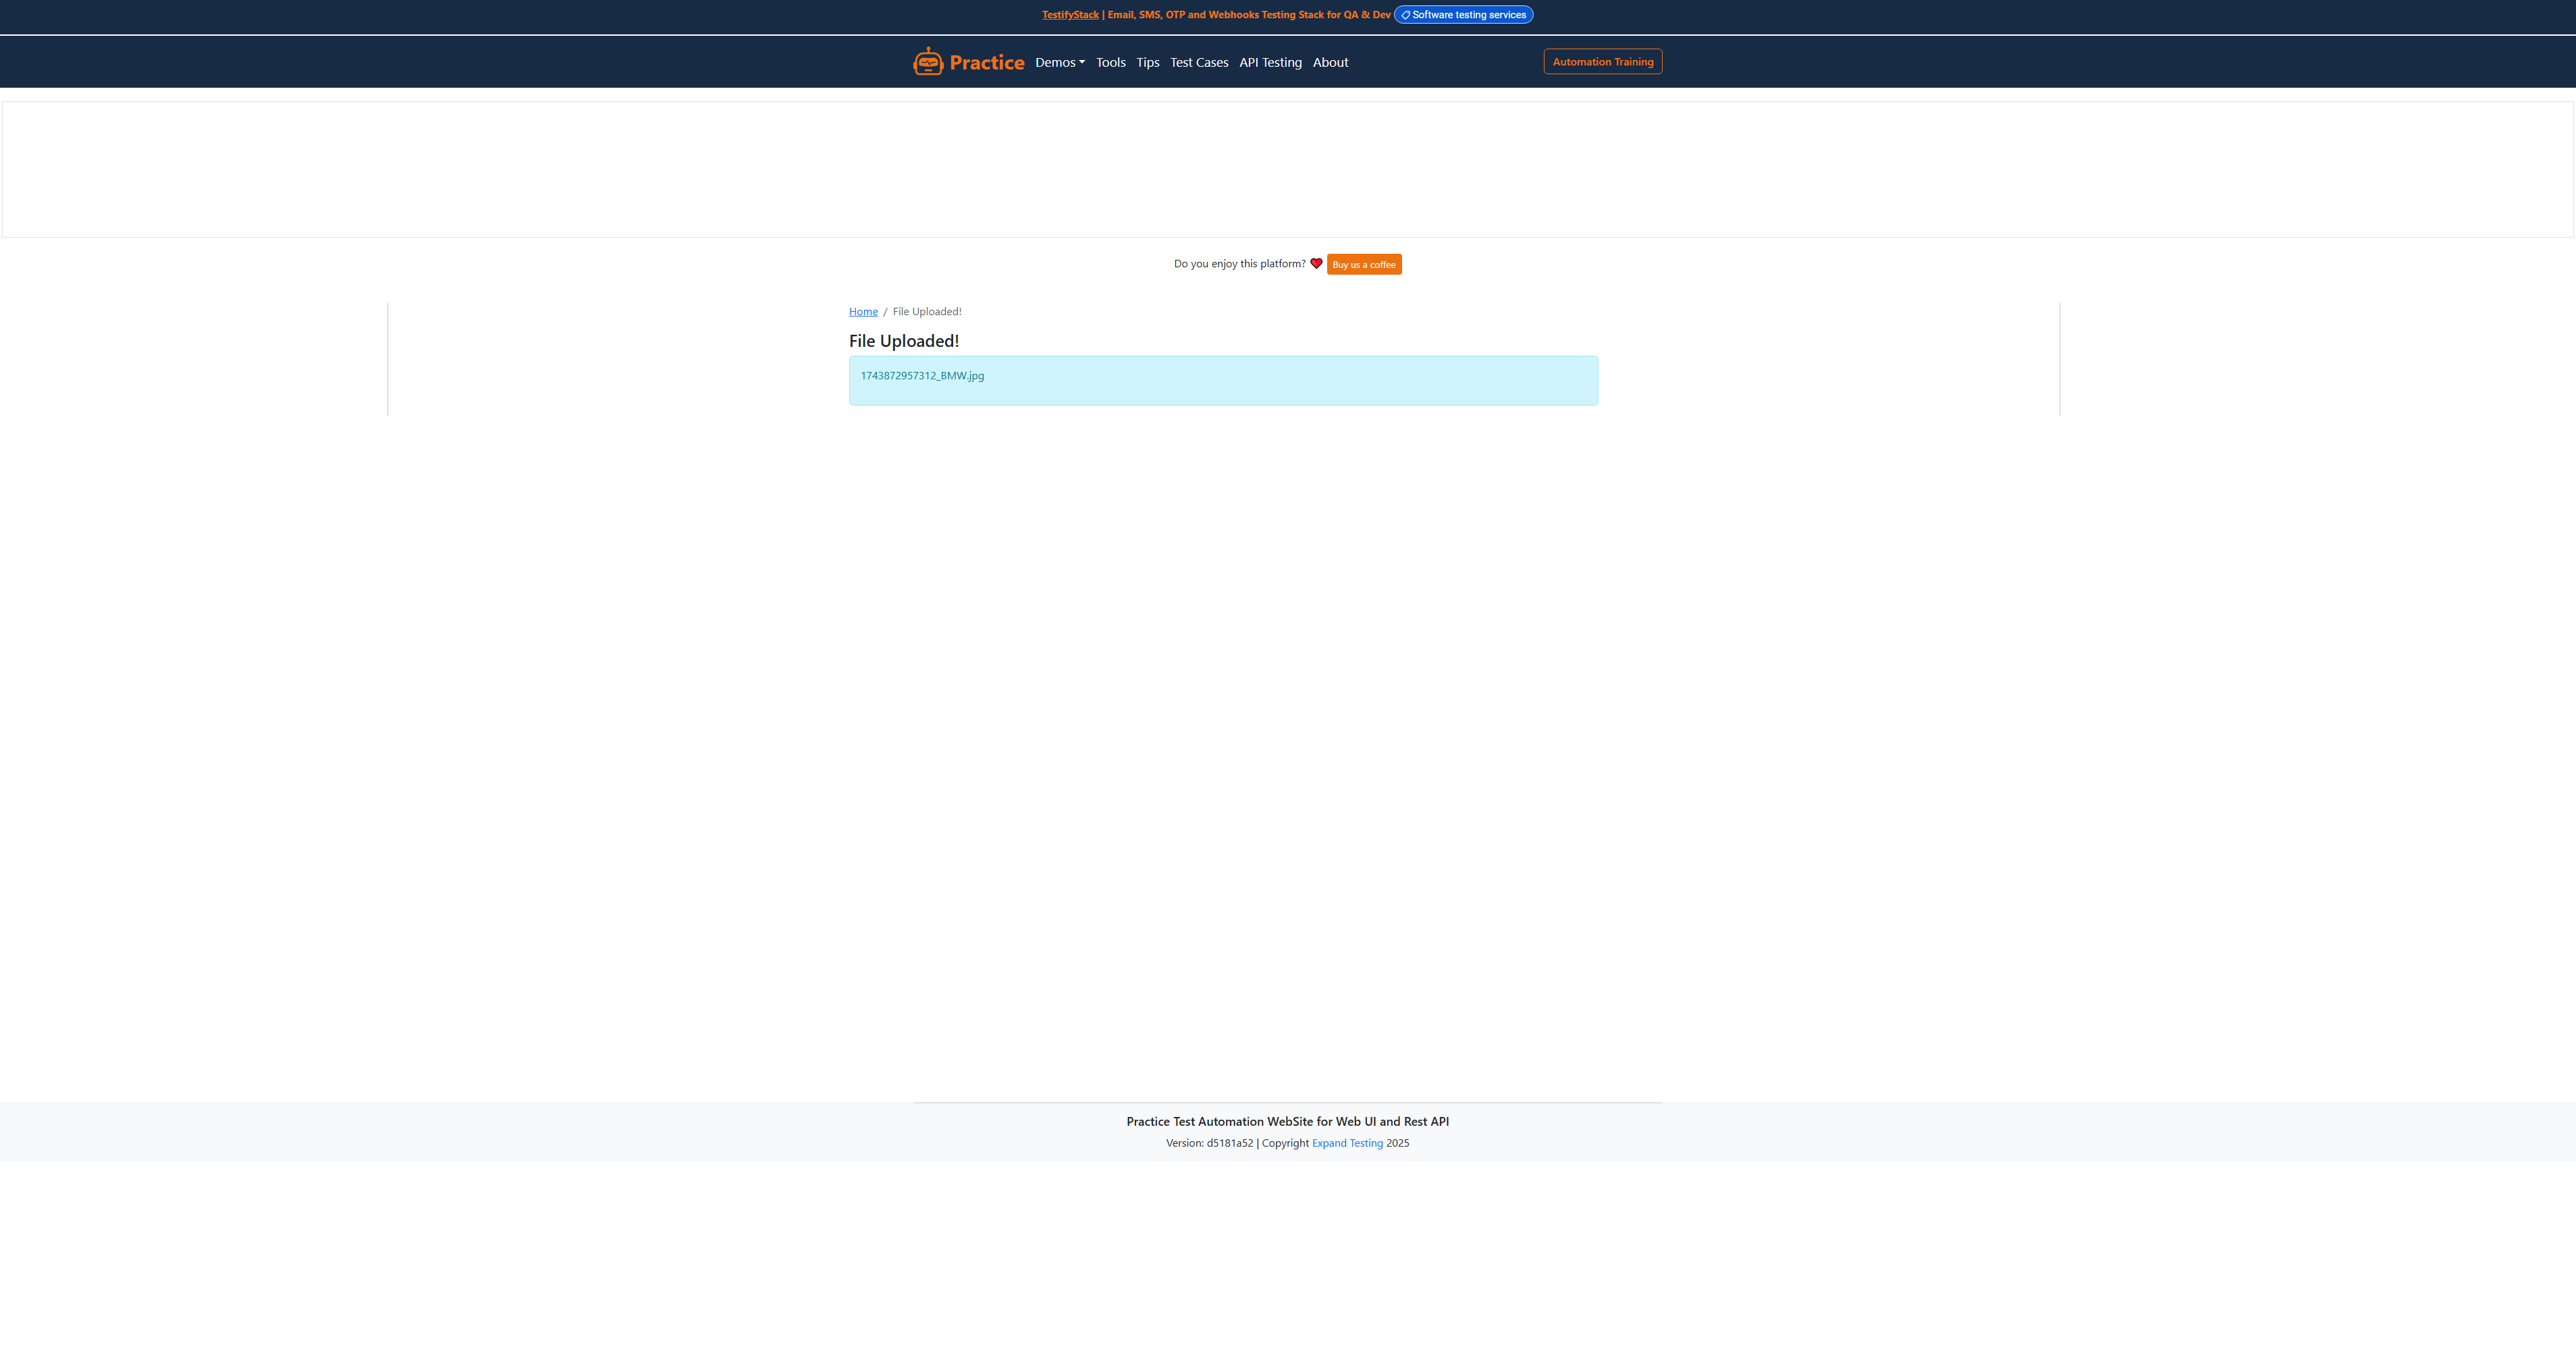 TestifyStack | Email, SMS, OTP and Webhooks Testing Stack for QA & Dev Software testing services
Practice Demos Tools Tips Test Cases API Testing About Automation Training
Do you enjoy this platform? Buy us a coffee
Home / File Uploaded!
File Uploaded!
1743872957312_BMW.jpg
Practice Test Automation WebSite for Web UI and Rest API
Version: d5181a52 | Copyright Expand Testing 2025